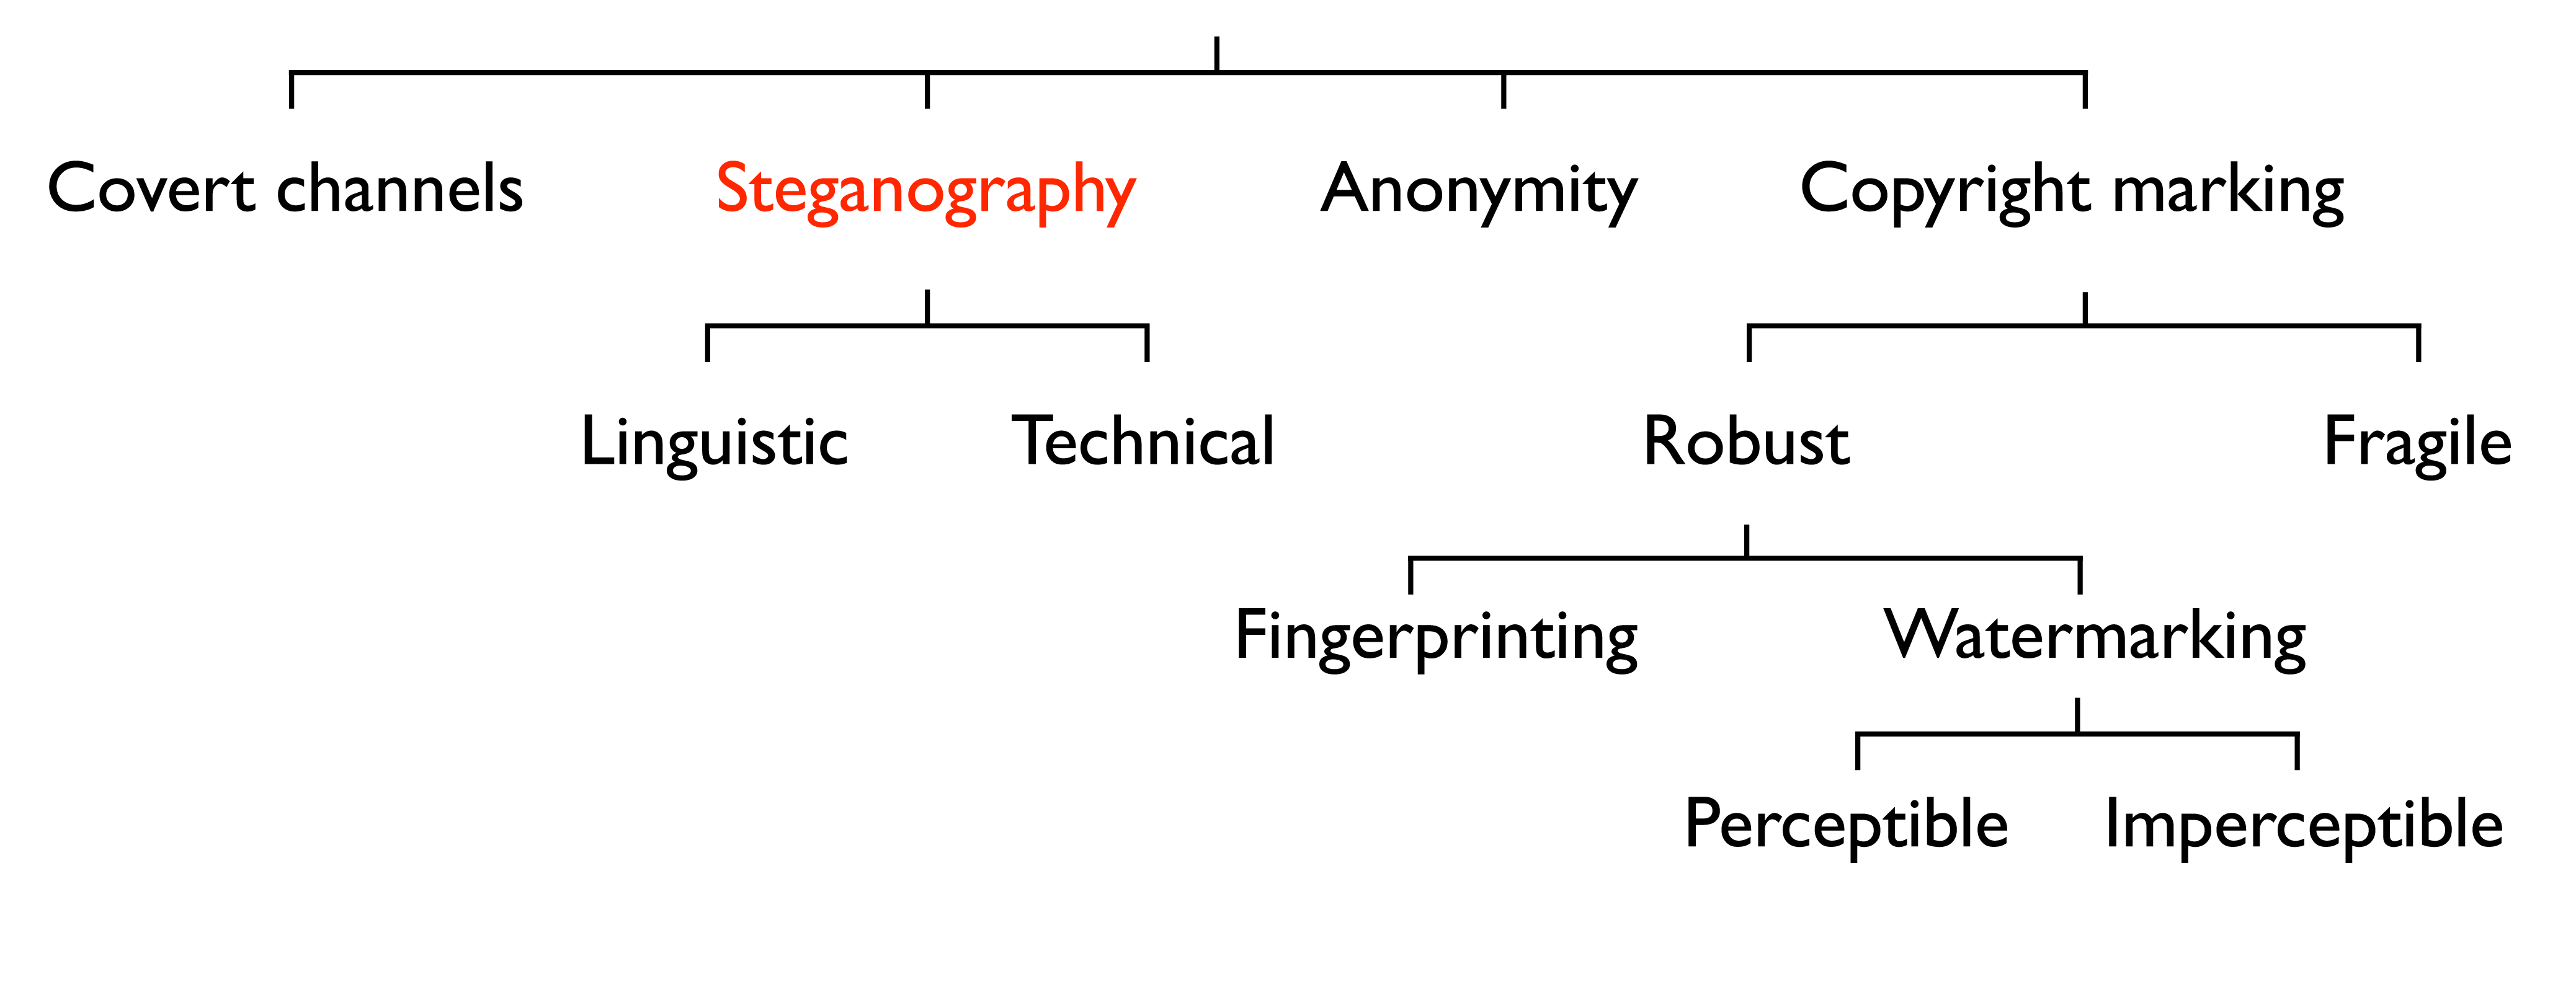 Covert channels Steganography Anonymity Copyright marking
Linguistic Technical Robust Fragile
Fingerprinting Watermarking
Perceptible Imperceptible